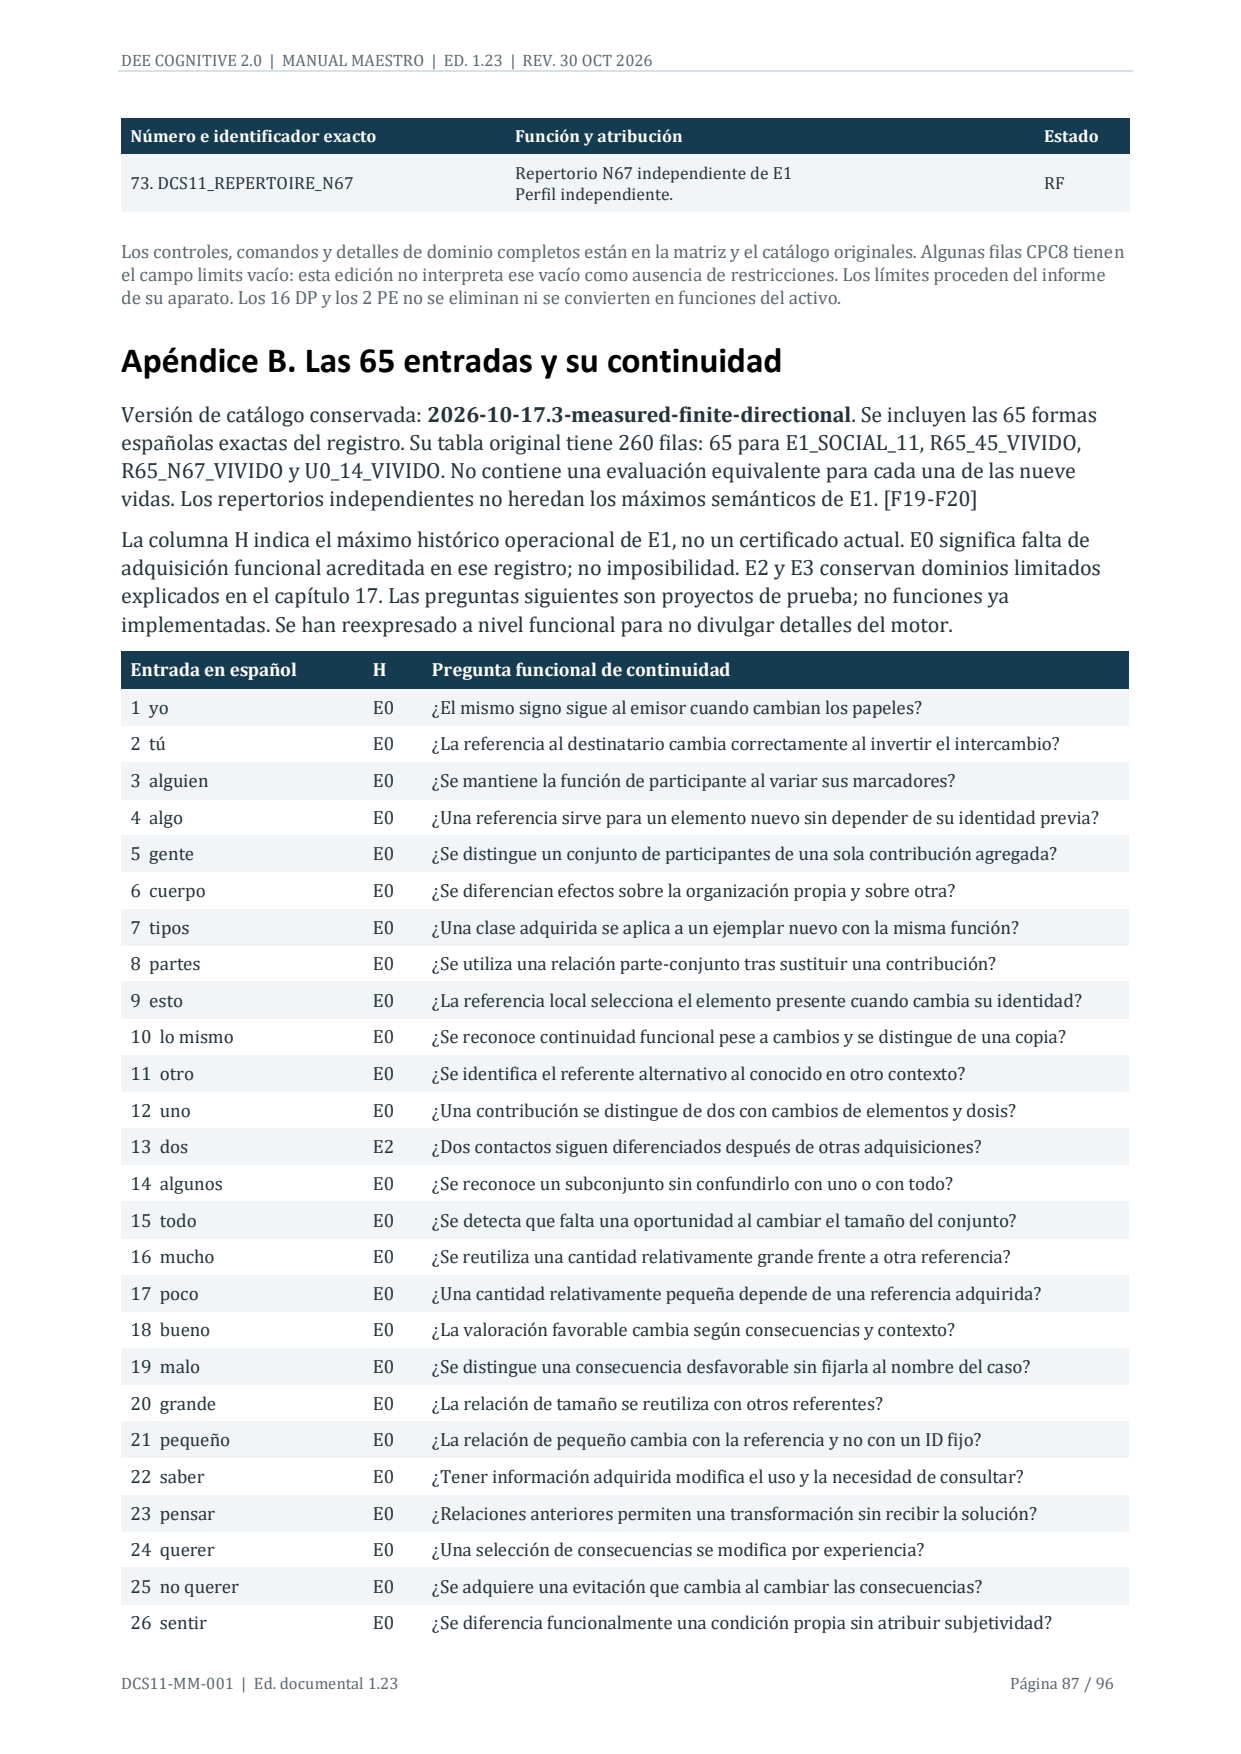 DEE COGNITIVE 2.0 | MANUAL MAESTRO | ED. 1.23 | REV. 30 OCT 2026
Número e identificador exacto Función y atribución Estado
73. DCS11_REPERTOIRE_N67 Repertorio N67 independiente de E1 RF
Perfil independiente.
Los controles, comandos y detalles de dominio completos están en la matriz y el catálogo originales. Algunas filas CPC8 tienen
el campo limits vacío: esta edición no interpreta ese vacío como ausencia de restricciones. Los límites proceden del informe
de su aparato. Los 16 DP y los 2 PE no se eliminan ni se convierten en funciones del activo.
Apéndice B. Las 65 entradas y su continuidad
Versión de catálogo conservada: 2026-10-17.3-measured-finite-directional. Se incluyen las 65 formas
españolas exactas del registro. Su tabla original tiene 260 filas: 65 para E1_SOCIAL_11, R65_45_VIVIDO,
R65_N67_VIVIDO y U0_14_VIVIDO. No contiene una evaluación equivalente para cada una de las nueve
vidas. Los repertorios independientes no heredan los máximos semánticos de E1. [F19-F20]
La columna H indica el máximo histórico operacional de E1, no un certificado actual. E0 significa falta de
adquisición funcional acreditada en ese registro; no imposibilidad. E2 y E3 conservan dominios limitados
explicados en el capítulo 17. Las preguntas siguientes son proyectos de prueba; no funciones ya
implementadas. Se han reexpresado a nivel funcional para no divulgar detalles del motor.
Entrada en español H Pregunta funcional de continuidad
1 yo E0 ¿El mismo signo sigue al emisor cuando cambian los papeles?
2 tú E0 ¿La referencia al destinatario cambia correctamente al invertir el intercambio?
3 alguien E0 ¿Se mantiene la función de participante al variar sus marcadores?
4 algo E0 ¿Una referencia sirve para un elemento nuevo sin depender de su identidad previa?
5 gente E0 ¿Se distingue un conjunto de participantes de una sola contribución agregada?
6 cuerpo E0 ¿Se diferencian efectos sobre la organización propia y sobre otra?
7 tipos E0 ¿Una clase adquirida se aplica a un ejemplar nuevo con la misma función?
8 partes E0 ¿Se utiliza una relación parte-conjunto tras sustituir una contribución?
9 esto E0 ¿La referencia local selecciona el elemento presente cuando cambia su identidad?
10 lo mismo E0 ¿Se reconoce continuidad funcional pese a cambios y se distingue de una copia?
11 otro E0 ¿Se identifica el referente alternativo al conocido en otro contexto?
12 uno E0 ¿Una contribución se distingue de dos con cambios de elementos y dosis?
13 dos E2 ¿Dos contactos siguen diferenciados después de otras adquisiciones?
14 algunos E0 ¿Se reconoce un subconjunto sin confundirlo con uno o con todo?
15 todo E0 ¿Se detecta que falta una oportunidad al cambiar el tamaño del conjunto?
16 mucho E0 ¿Se reutiliza una cantidad relativamente grande frente a otra referencia?
17 poco E0 ¿Una cantidad relativamente pequeña depende de una referencia adquirida?
18 bueno E0 ¿La valoración favorable cambia según consecuencias y contexto?
19 malo E0 ¿Se distingue una consecuencia desfavorable sin fijarla al nombre del caso?
20 grande E0 ¿La relación de tamaño se reutiliza con otros referentes?
21 pequeño E0 ¿La relación de pequeño cambia con la referencia y no con un ID fijo?
22 saber E0 ¿Tener información adquirida modifica el uso y la necesidad de consultar?
23 pensar E0 ¿Relaciones anteriores permiten una transformación sin recibir la solución?
24 querer E0 ¿Una selección de consecuencias se modifica por experiencia?
25 no querer E0 ¿Se adquiere una evitación que cambia al cambiar las consecuencias?
26 sentir E0 ¿Se diferencia funcionalmente una condición propia sin atribuir subjetividad?
DCS11-MM-001 | Ed. documental 1.23 Página 87 / 96